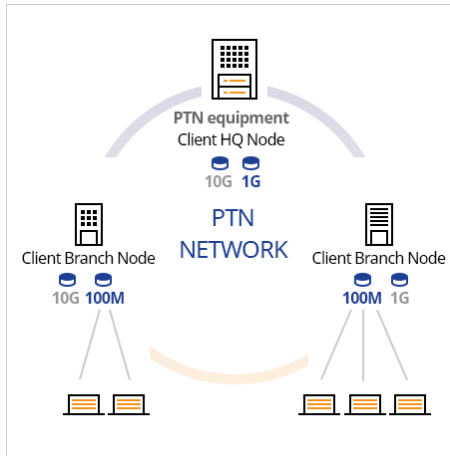 PTN equipment
Client HQ Node
10G 1G
PTN
NETWORK
Client Branch Node
10G 100M
Client Branch Node
100M 1G